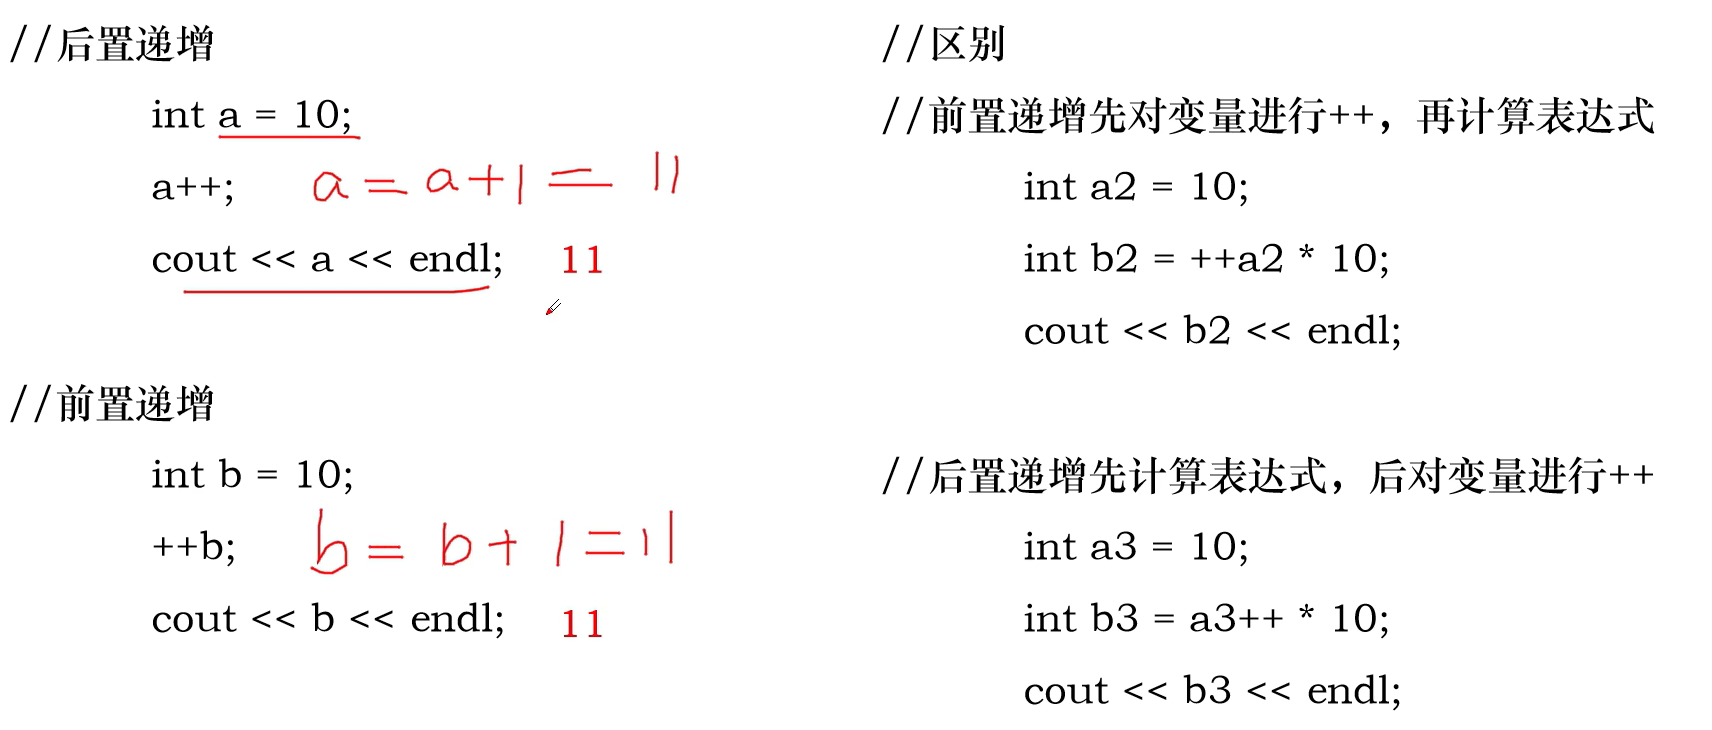 //后置递增
int a = 10;
a++; a = a+1 = 11
cout << a << endl; 11
//前置递增
int b = 10;
++b; b = b+1=11
cout << b << endl; 11
//区别
//前置递增先对变量进行++，再计算表达式
int a2 = 10;
int b2 = ++a2 * 10;
cout << b2 << endl;
//后置递增先计算表达式，后对变量进行++
int a3 = 10;
int b3 = a3++ * 10;
cout << b3 << endl;